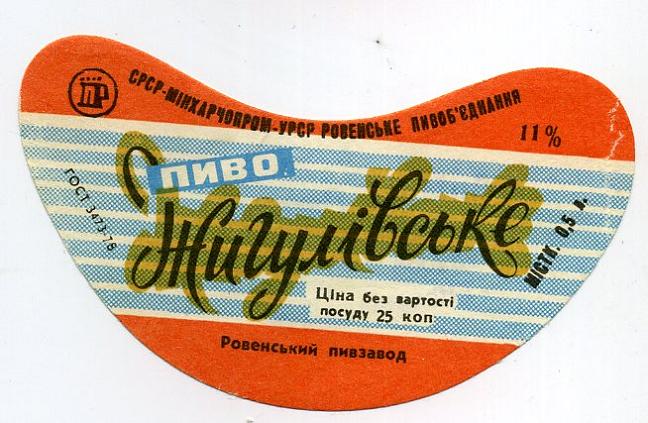 ПР
СРСР-МІНХАРЧОПРОМ-УРСР РОВЕНСЬКЕ ПИВОБ'ЄДНАННЯ
11%
ГОСТ 3473-78
ПИВО
Жигулівське
МІСТК. 0,5 л.
Ціна без вартості
посуду 25 коп.
Ровенський пивзавод